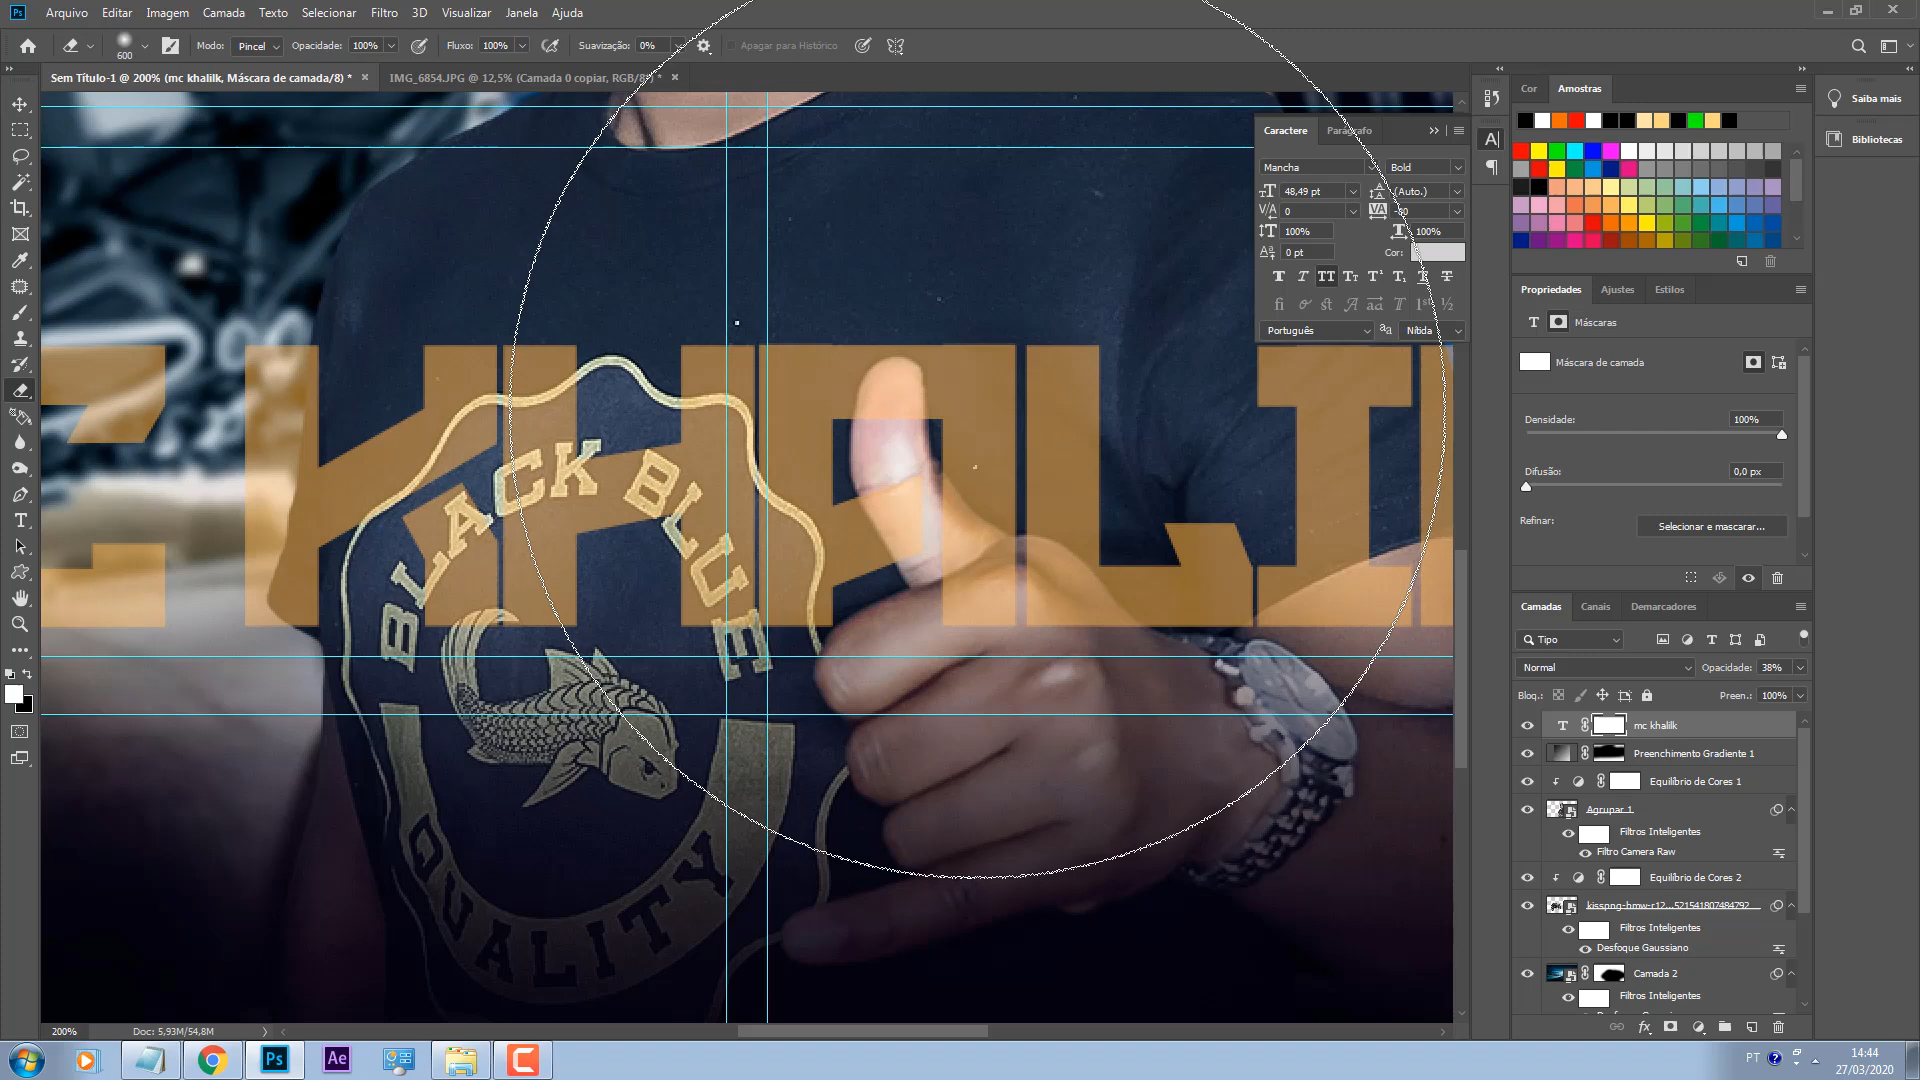 Ps Arquivo Editar Imagem Camada Texto Selecionar Filtro 3D Visualizar Janela Ajuda
600 Modo: Pincel Opacidade: 100% Fluxo: 100% Suavização: 0% Apagar para Histórico
Sem Título-1 @ 200% (mc khalilk, Máscara de camada/8) * × IMG_6854.JPG @ 12,5% (Camada 0 copiar, RGB/8*) * ×
Cor Amostras
Saiba mais
Bibliotecas
Caractere Parágrafo
Mancha Bold
48,49 pt (Auto.)
0 -60
100% 100%
0 pt Cor:
Português Nítida
Propriedades Ajustes Estilos
Máscaras
Máscara de camada
Densidade: 100%
Difusão: 0,0 px
Refinar: Selecionar e mascarar...
KHALI
BLACK BLUE
QUALITY
Camadas Canais Demarcadores
Tipo
Normal Opacidade: 38%
Bloq.: Preen.: 100%
mc khalilk
Preenchimento Gradiente 1
Equilíbrio de Cores 1
Agrupar 1
Filtros Inteligentes
Filtro Camera Raw
Equilíbrio de Cores 2
kisspng-bmw-r12...521541807484792
Filtros Inteligentes
Desfoque Gaussiano
Camada 2
Filtros Inteligentes
200% Doc: 5,93M/54,8M
Ps Ae PT 14:44
27/03/2020